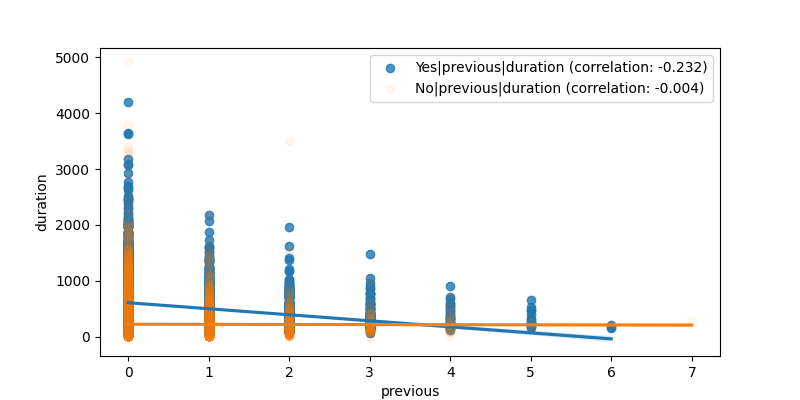 5000
4000
3000
2000
1000
0
duration
Yes|previous|duration (correlation: -0.232)
No|previous|duration (correlation: -0.004)
0 1 2 3 4 5 6 7
previous